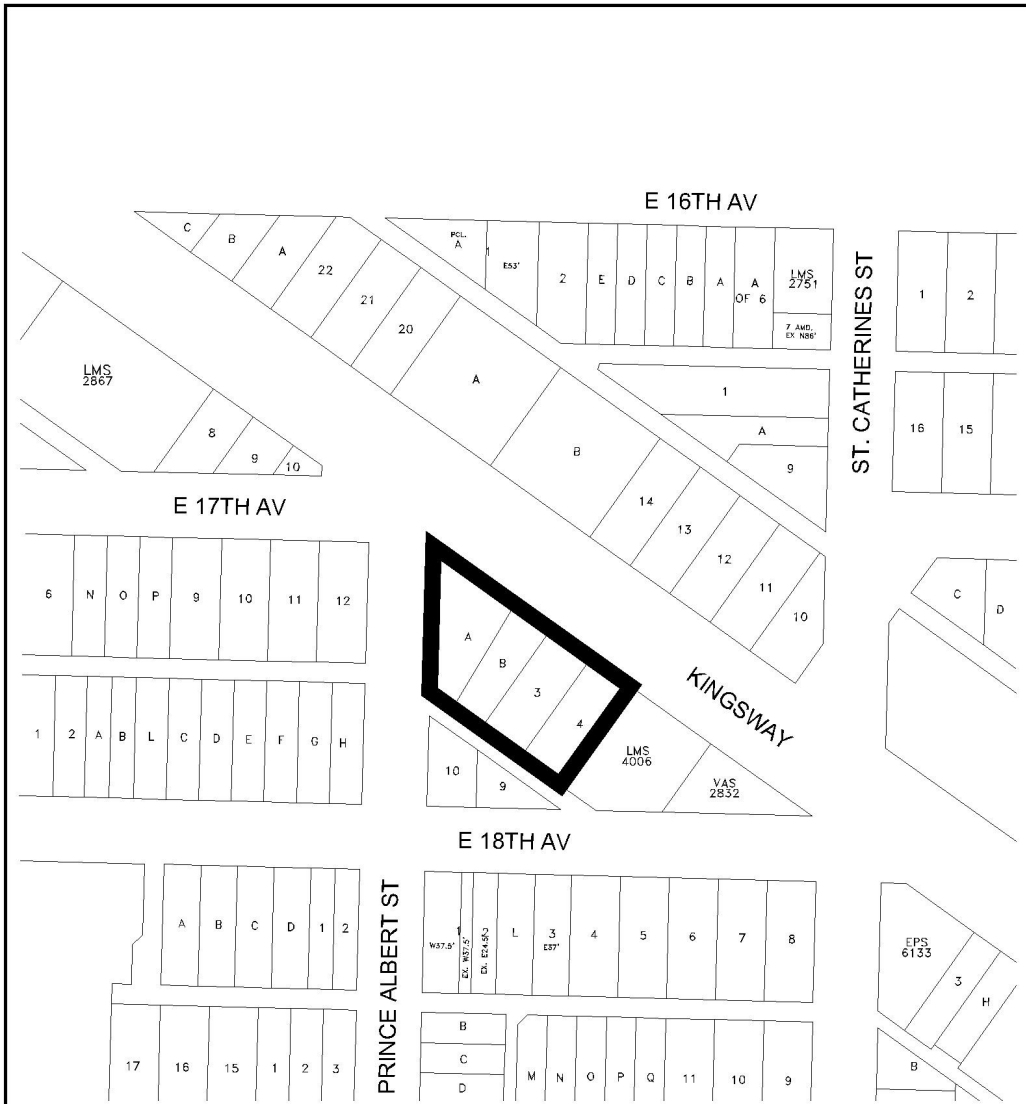 E 16TH AV
C
B
A
22
21
20
A
B
14
13
12
11
10
PCL.
A
1
E53'
2
E
D
C
B
A
A
OF 6
LMS
2751
7 AMD.
EX N86'
1
A
9
ST. CATHERINES ST
1
2
16
15
C
D
LMS
2867
8
9
10
E 17TH AV
6
N
O
P
9
10
11
12
1
2
A
B
L
C
D
E
F
G
H
A
B
3
4
LMS
4006
VAS
2832
KINGSWAY
10
9
E 18TH AV
A
B
C
D
1
2
PRINCE ALBERT ST
1
W37.5'
EX. W37.5'
L
3
E37'
4
5
6
7
8
EPS
6133
3
H
B
17
16
15
1
2
3
B
C
D
M
N
O
P
Q
11
10
9